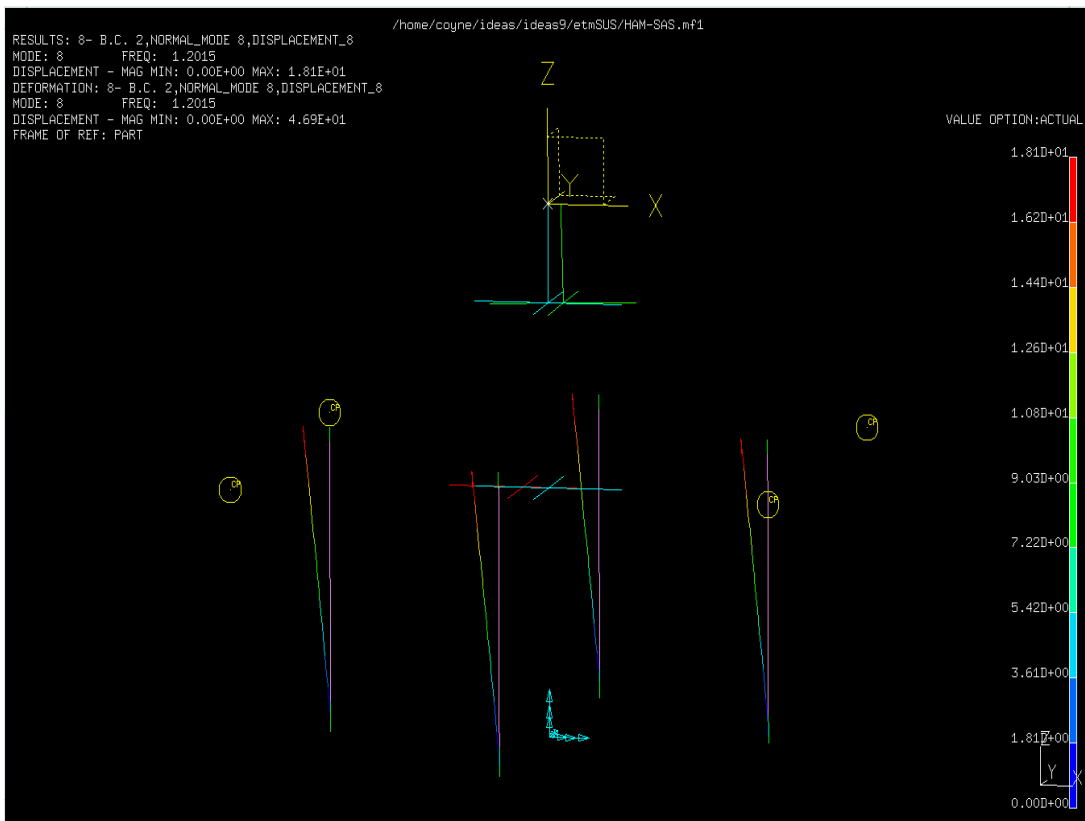 /home/coyne/ideas/ideas9/etmSUS/HAM-SAS.mf1
RESULTS: 8- B.C. 2,NORMAL_MODE 8,DISPLACEMENT_8
MODE: 8 FREQ: 1.2015
DISPLACEMENT - MAG MIN: 0.00E+00 MAX: 1.81E+01
DEFORMATION: 8- B.C. 2,NORMAL_MODE 8,DISPLACEMENT_8
MODE: 8 FREQ: 1.2015
DISPLACEMENT - MAG MIN: 0.00E+00 MAX: 4.69E+01
FRAME OF REF: PART
VALUE OPTION:ACTUAL
Z
Y
X
1.81D+01
1.62D+01
1.44D+01
1.26D+01
1.08D+01
9.03D+00
7.22D+00
5.42D+00
3.61D+00
1.81D+00
0.00D+00
CP
CP
CP
CP
Z
Y
X